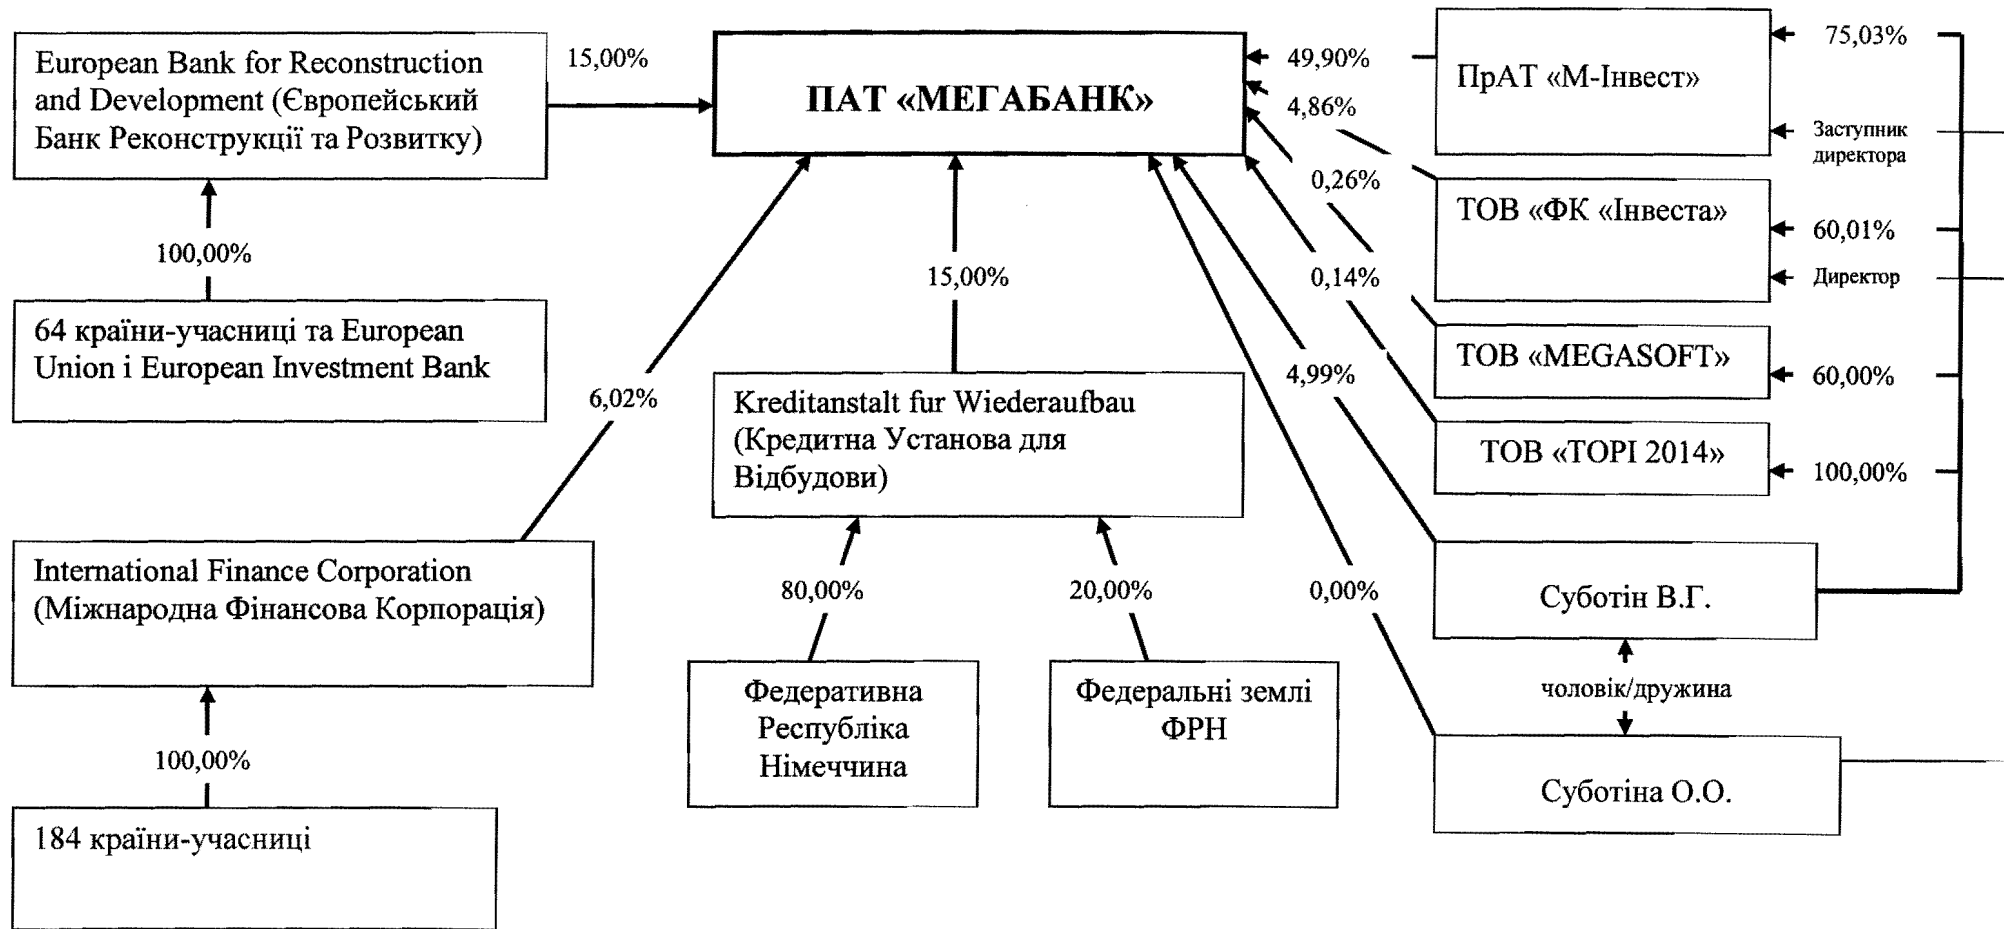 European Bank for Reconstruction
and Development (Європейський
Банк Реконструкції та Розвитку)
15,00%
ПАТ «МЕГАБАНК»
49,90%
4,86%
0,26%
0,14%
4,99%
0,00%
ПрАТ «М-Інвест»
75,03%
Заступник
директора
ТОВ «ФК «Інвеста»
60,01%
Директор
ТОВ «MEGASOFT»
60,00%
ТОВ «ТОРІ 2014»
100,00%
100,00%
64 країни-учасниці та European
Union і European Investment Bank
6,02%
15,00%
Kreditanstalt fur Wiederaufbau
(Кредитна Установа для
Відбудови)
International Finance Corporation
(Міжнародна Фінансова Корпорація)
80,00%
20,00%
Суботін В.Г.
чоловік/дружина
Федеративна
Республіка
Німеччина
Федеральні землі
ФРН
100,00%
Суботіна О.О.
184 країни-учасниці